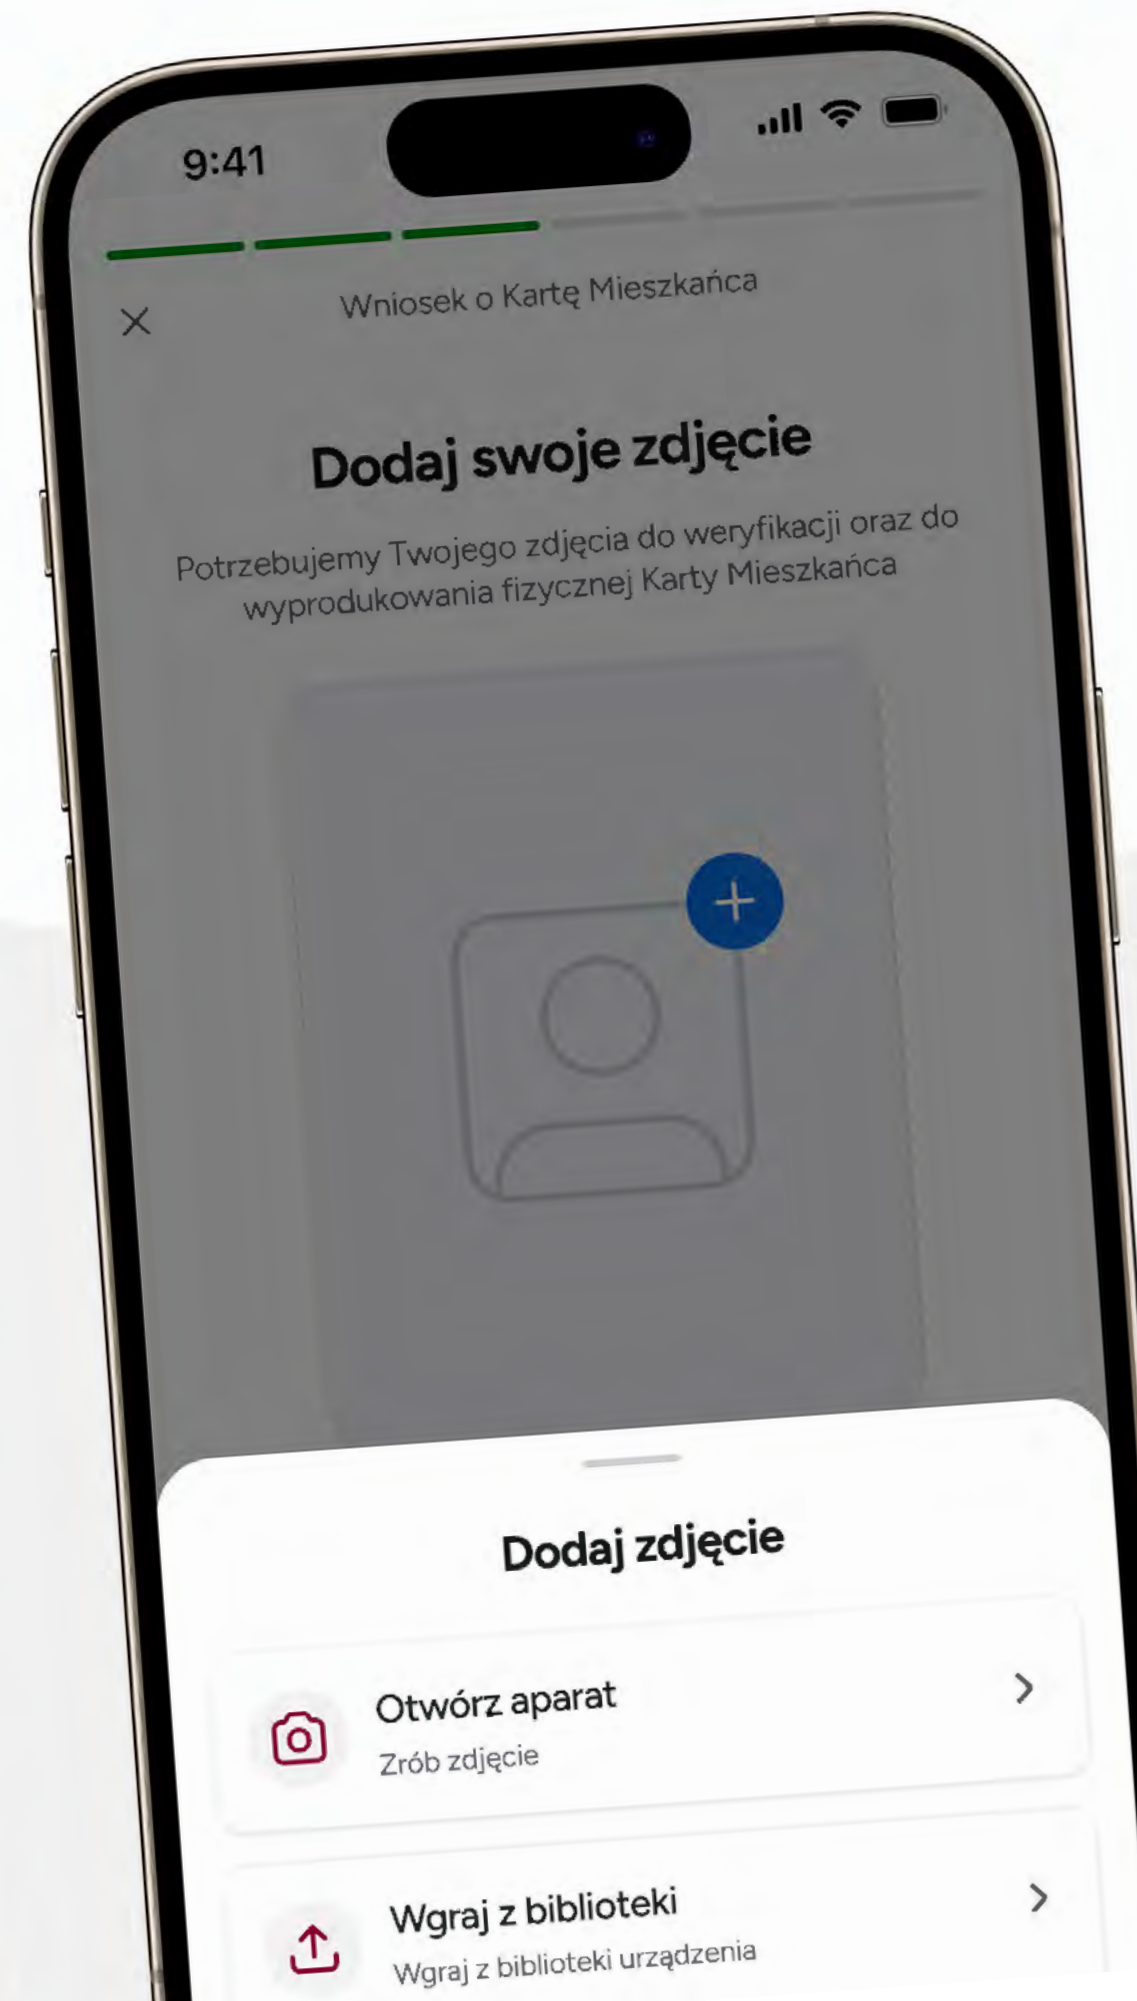 9:41
Wniosek o Kartę Mieszkańca
Dodaj swoje zdjęcie
Potrzebujemy Twojego zdjęcia do weryfikacji oraz do
wyprodukowania fizycznej Karty Mieszkańca
Dodaj zdjęcie
Otwórz aparat
Zrób zdjęcie
Wgraj z biblioteki
Wgraj z biblioteki urządzenia